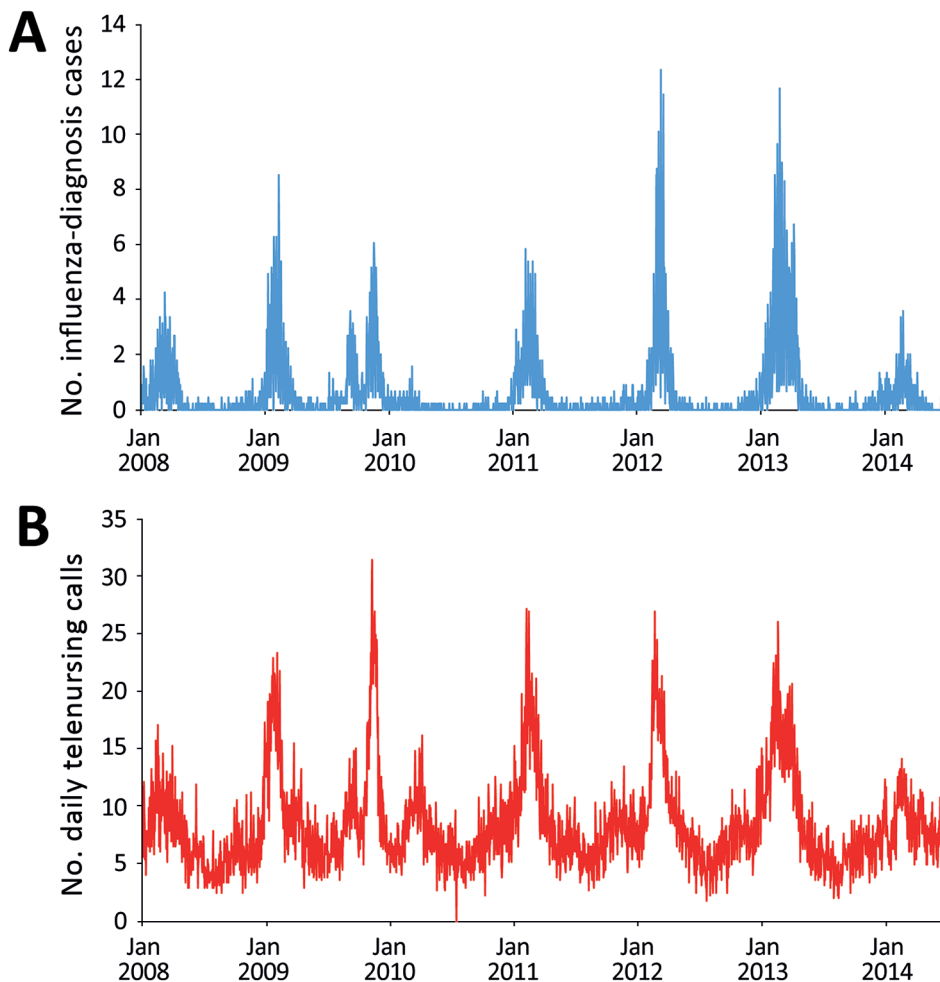 A
No. influenza-diagnosis cases
14
12
10
8
6
4
2
0
Jan Jan Jan Jan Jan Jan Jan
2008 2009 2010 2011 2012 2013 2014
B
No. daily telenursing calls
35
30
25
20
15
10
5
0
Jan Jan Jan Jan Jan Jan Jan
2008 2009 2010 2011 2012 2013 2014